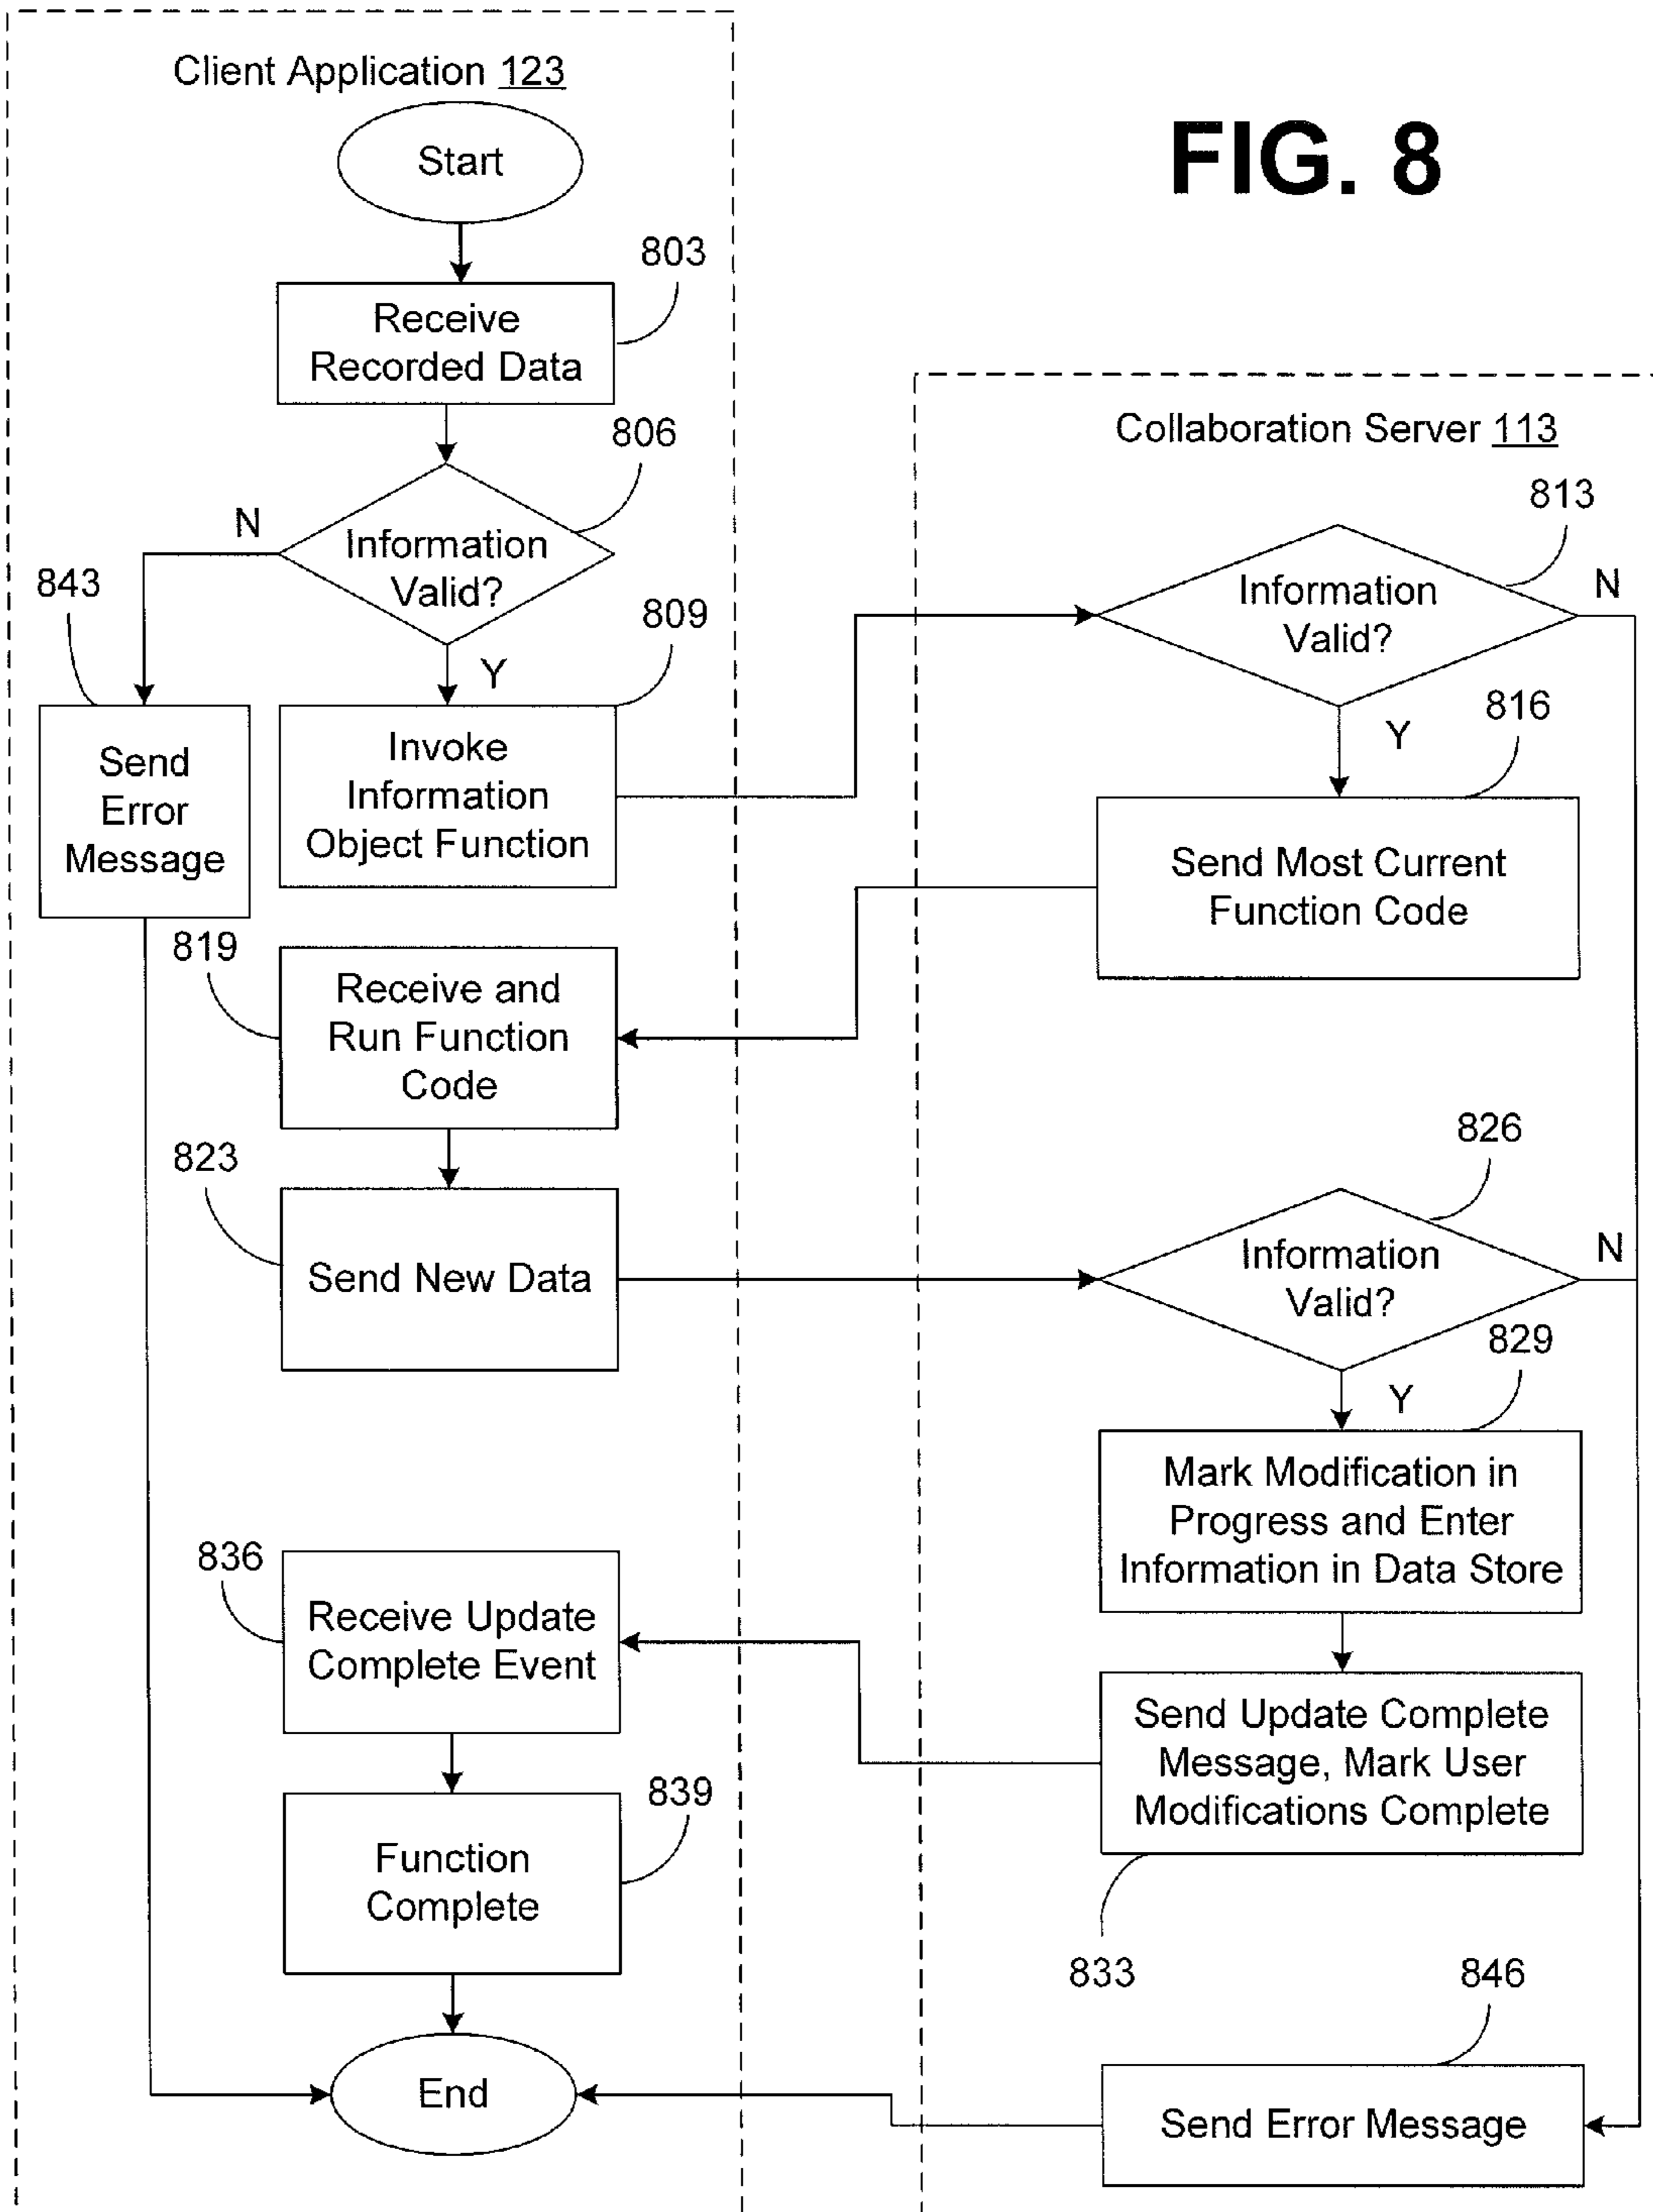 Client Application 123
FIG. 8
Start
803
Receive
Recorded Data
806
Collaboration Server 113
813
N
Information
Valid?
843
809
Y
Information
Valid?
N
816
Y
Send
Error
Message
Invoke
Information
Object Function
Send Most Current
Function Code
819
Receive and
Run Function
Code
826
823
Send New Data
Information
Valid?
N
829
Y
Mark Modification in
Progress and Enter
Information in Data Store
836
Receive Update
Complete Event
Send Update Complete
Message, Mark User
Modifications Complete
839
Function
Complete
833
846
End
Send Error Message